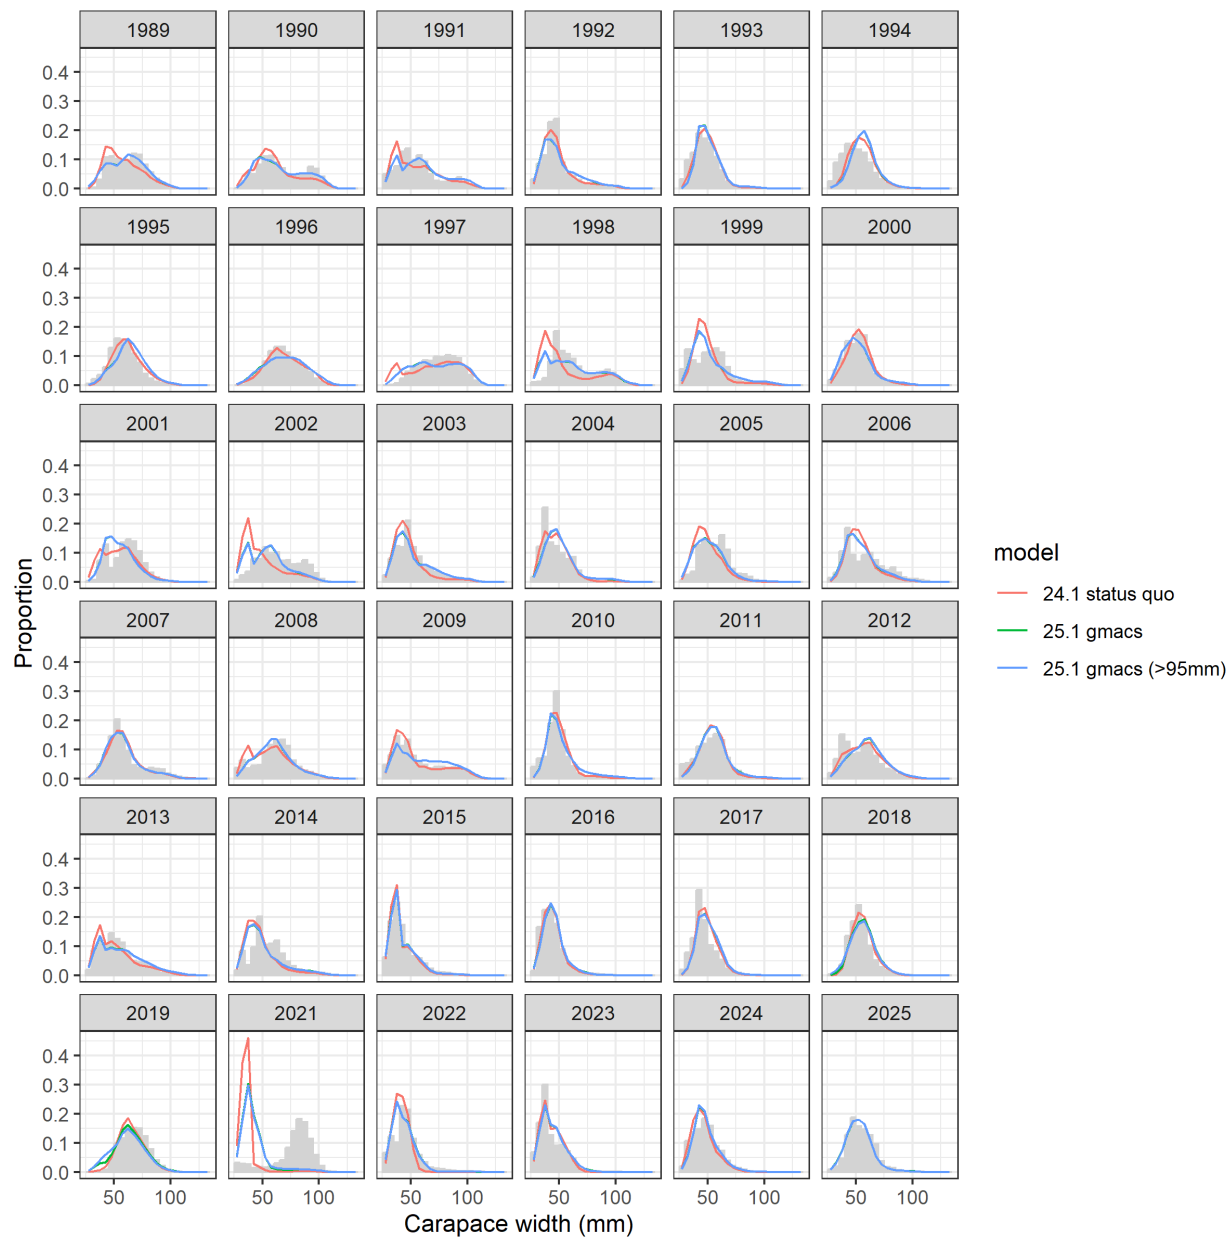 1989 1990 1991 1992 1993 1994
0.4
0.3
0.2
0.1
0.0
1995 1996 1997 1998 1999 2000
0.4
0.3
0.2
0.1
0.0
2001 2002 2003 2004 2005 2006
0.4
0.3
0.2
0.1
0.0
2007 2008 2009 2010 2011 2012
0.4
0.3
0.2
0.1
0.0
2013 2014 2015 2016 2017 2018
0.4
0.3
0.2
0.1
0.0
2019 2021 2022 2023 2024 2025
0.4
0.3
0.2
0.1
0.0
50 100 50 100 50 100 50 100 50 100 50 100
Carapace width (mm)
Proportion
model
24.1 status quo
25.1 gmacs
25.1 gmacs (>95mm)